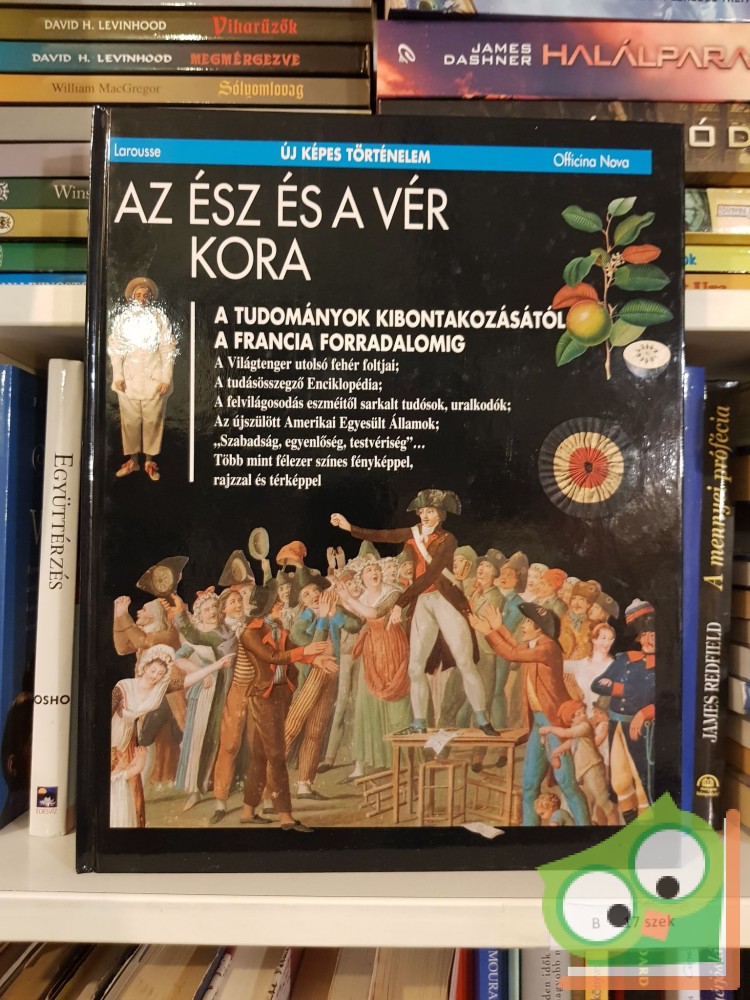 DAVID H. LEVINHOOD Viharűzők
DAVID H. LEVINHOOD MEGMÉRGEZVE
William MacGregor Sólyomlovag
JAMES DASHNER HALÁLPARA
Larousse
ÚJ KÉPES TÖRTÉNELEM
Officina Nova
AZ ÉSZ ÉS A VÉR
KORA
A TUDOMÁNYOK KIBONTAKOZÁSÁTÓL
A FRANCIA FORRADALOMIG
A Világtenger utolsó fehér foltjai;
A tudásösszegző Enciklopédia;
A felvilágosodás eszméitől sarkalt tudósok, uralkodók;
Az újszülött Amerikai Egyesült Államok;
„Szabadság, egyenlőség, testvériség”...
Több mint félezer színes fényképpel,
rajzzal és térképpel
EGYÜTTÉRZÉS
OSHO
JAMES REDFIELD A mennyei prófécia
B
17 szek